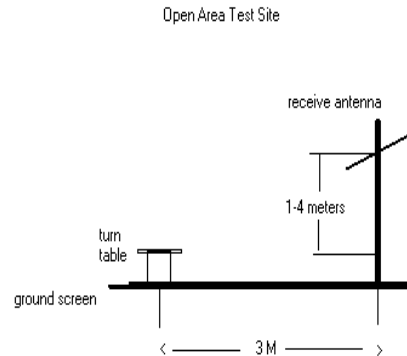 Open Area Test Site
receive antenna
1-4 meters
turn
table
ground screen
3 M